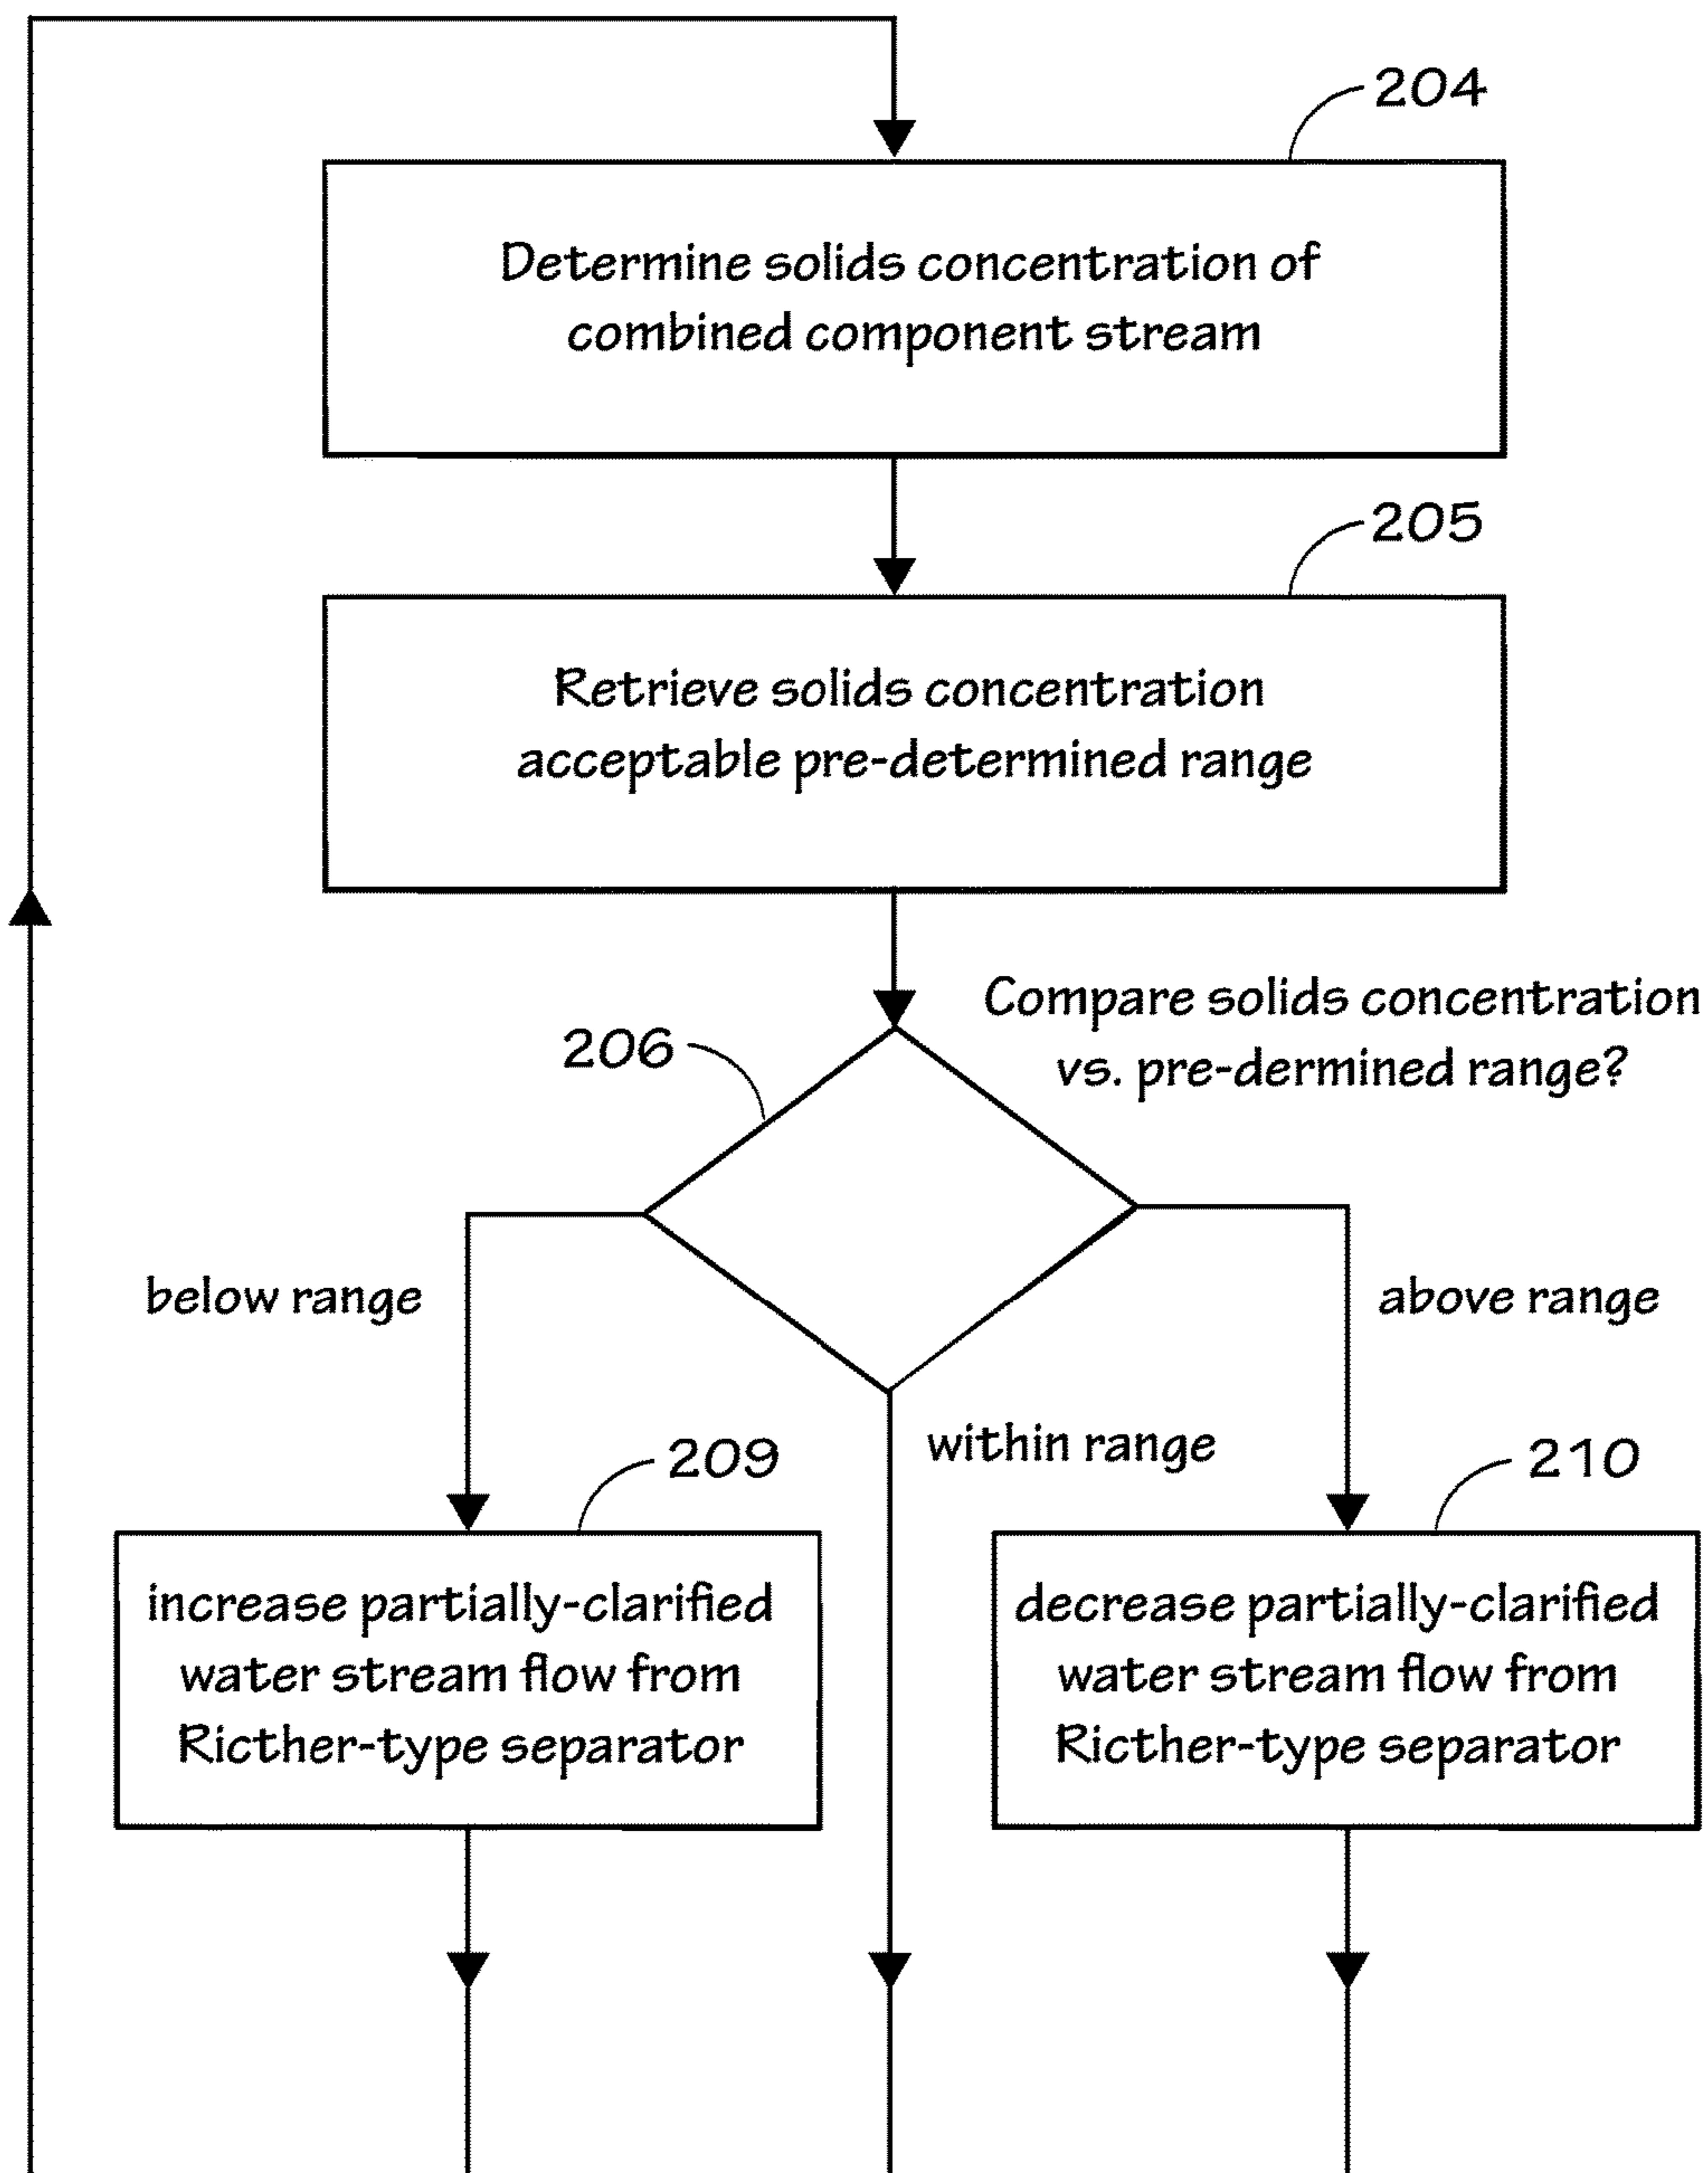 204
Determine solids concentration of
combined component stream
205
Retrieve solids concentration
acceptable pre-determined range
Compare solids concentration
vs. pre-dermined range?
206
below range
above range
within range
209
210
increase partially-clarified
water stream flow from
Ricther-type separator
decrease partially-clarified
water stream flow from
Ricther-type separator